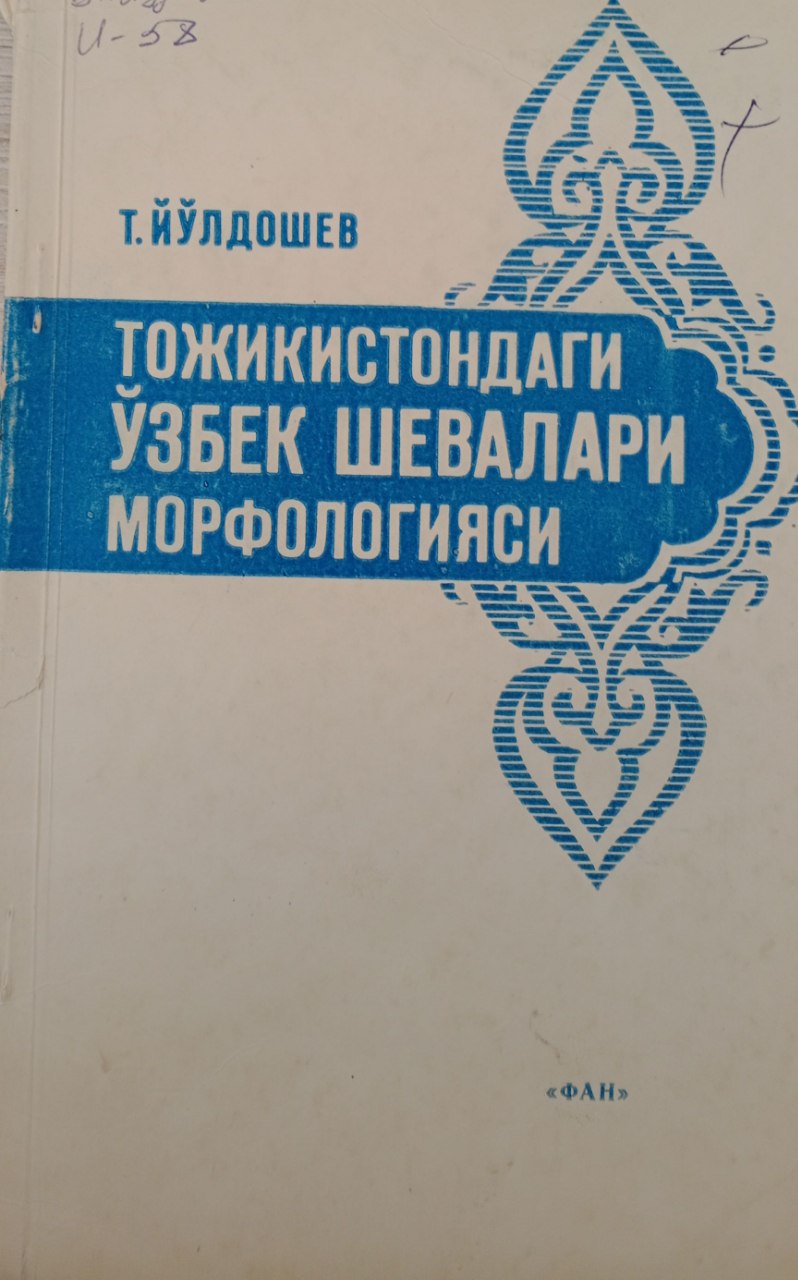 И-58
Т. ЙЎЛДОШЕВ
ТОЖИКИСТОНДАГИ
ЎЗБЕК ШЕВАЛАРИ
МОРФОЛОГИЯСИ
«ФАН»